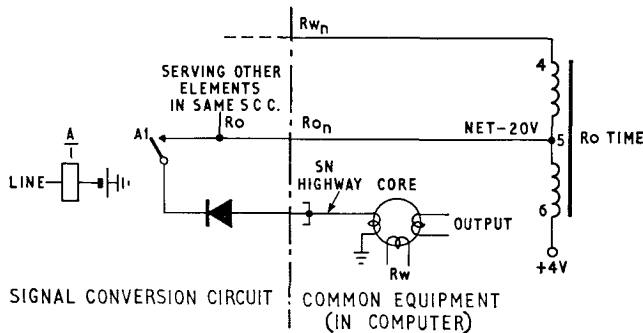 Rwn
SERVING OTHER
ELEMENTS
IN SAME S C C.
4
A
1
A1
Ro
Ron
NET-20V
5
Ro TIME
LINE
SN
HIGHWAY
CORE
OUTPUT
6
Rw
+4V
SIGNAL CONVERSION CIRCUIT
COMMON EQUIPMENT
(IN COMPUTER)